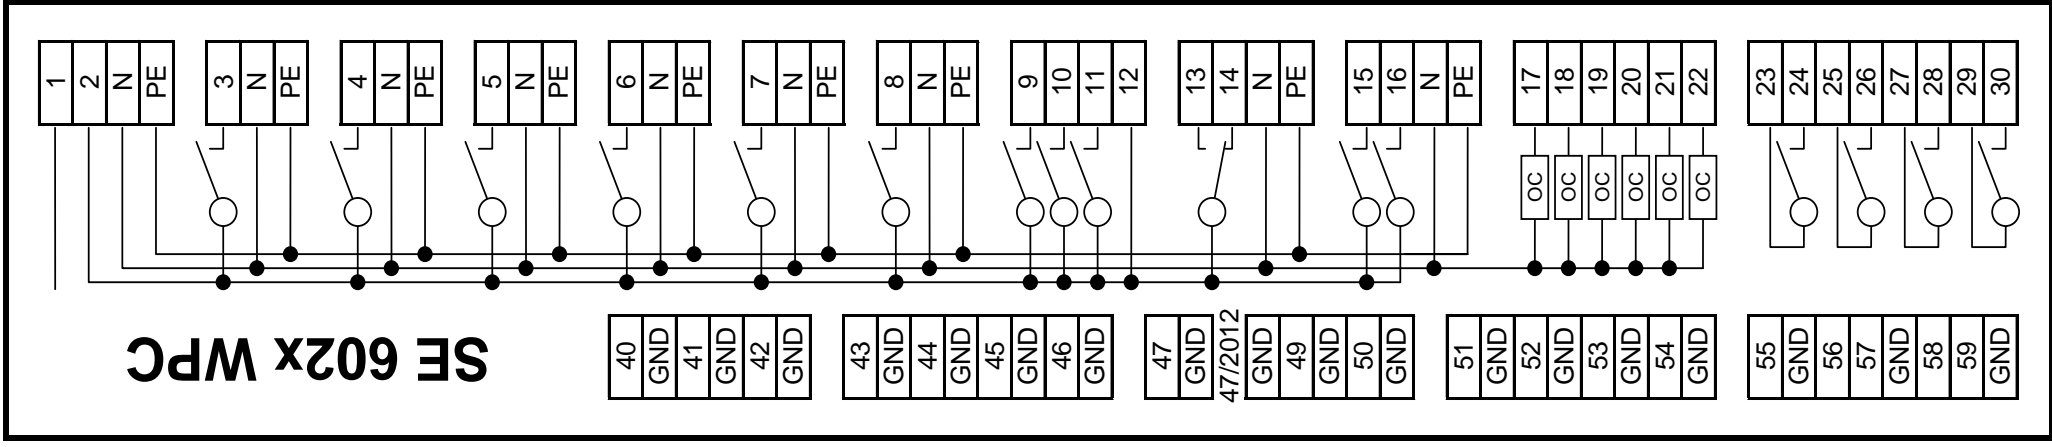 1 2 N PE 3 N PE 4 N PE 5 N PE 6 N PE 7 N PE 8 N PE 9 10 11 12 13 14 N PE 15 16 N PE 17 18 19 20 21 22 23 24 25 26 27 28 29 30
OC OC OC OC OC OC
SE 602x WPC
40 GND 41 GND 42 GND 43 GND 44 GND 45 GND 46 GND 47 GND 47/2012 GND 49 GND 50 GND 51 GND 52 GND 53 GND 54 GND 55 GND 56 57 GND 58 59 GND